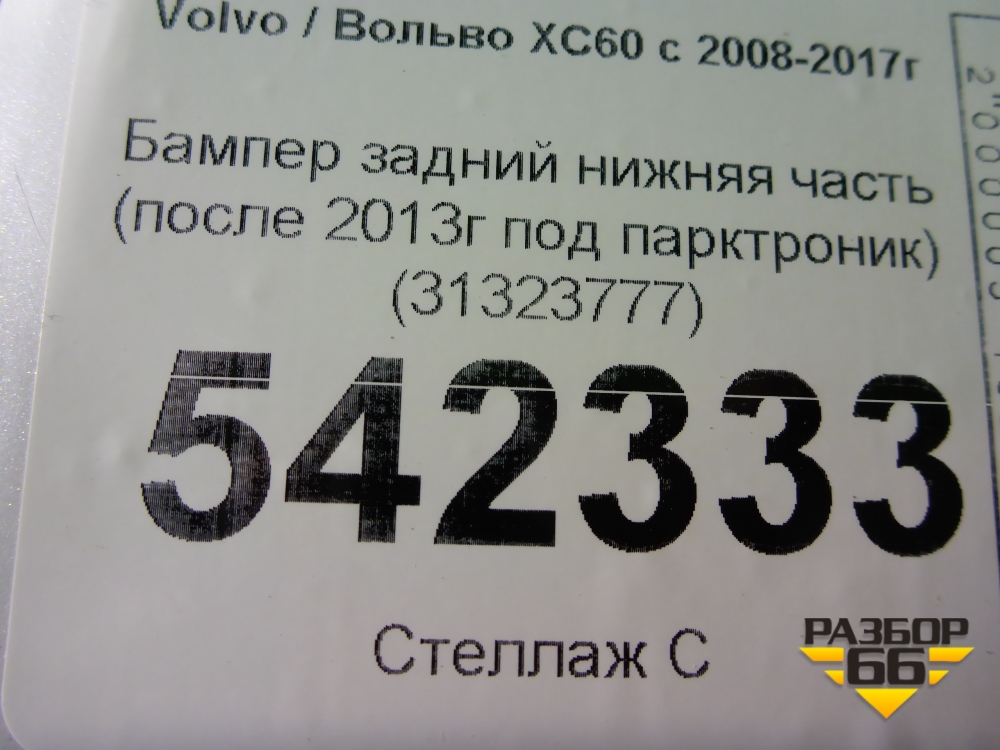 Volvo / Вольво XC60 с 2008-2017г
Бампер задний нижняя часть
(после 2013г под парктроник)
(31323777)
542333
Стеллаж С
РАЗБОР
66